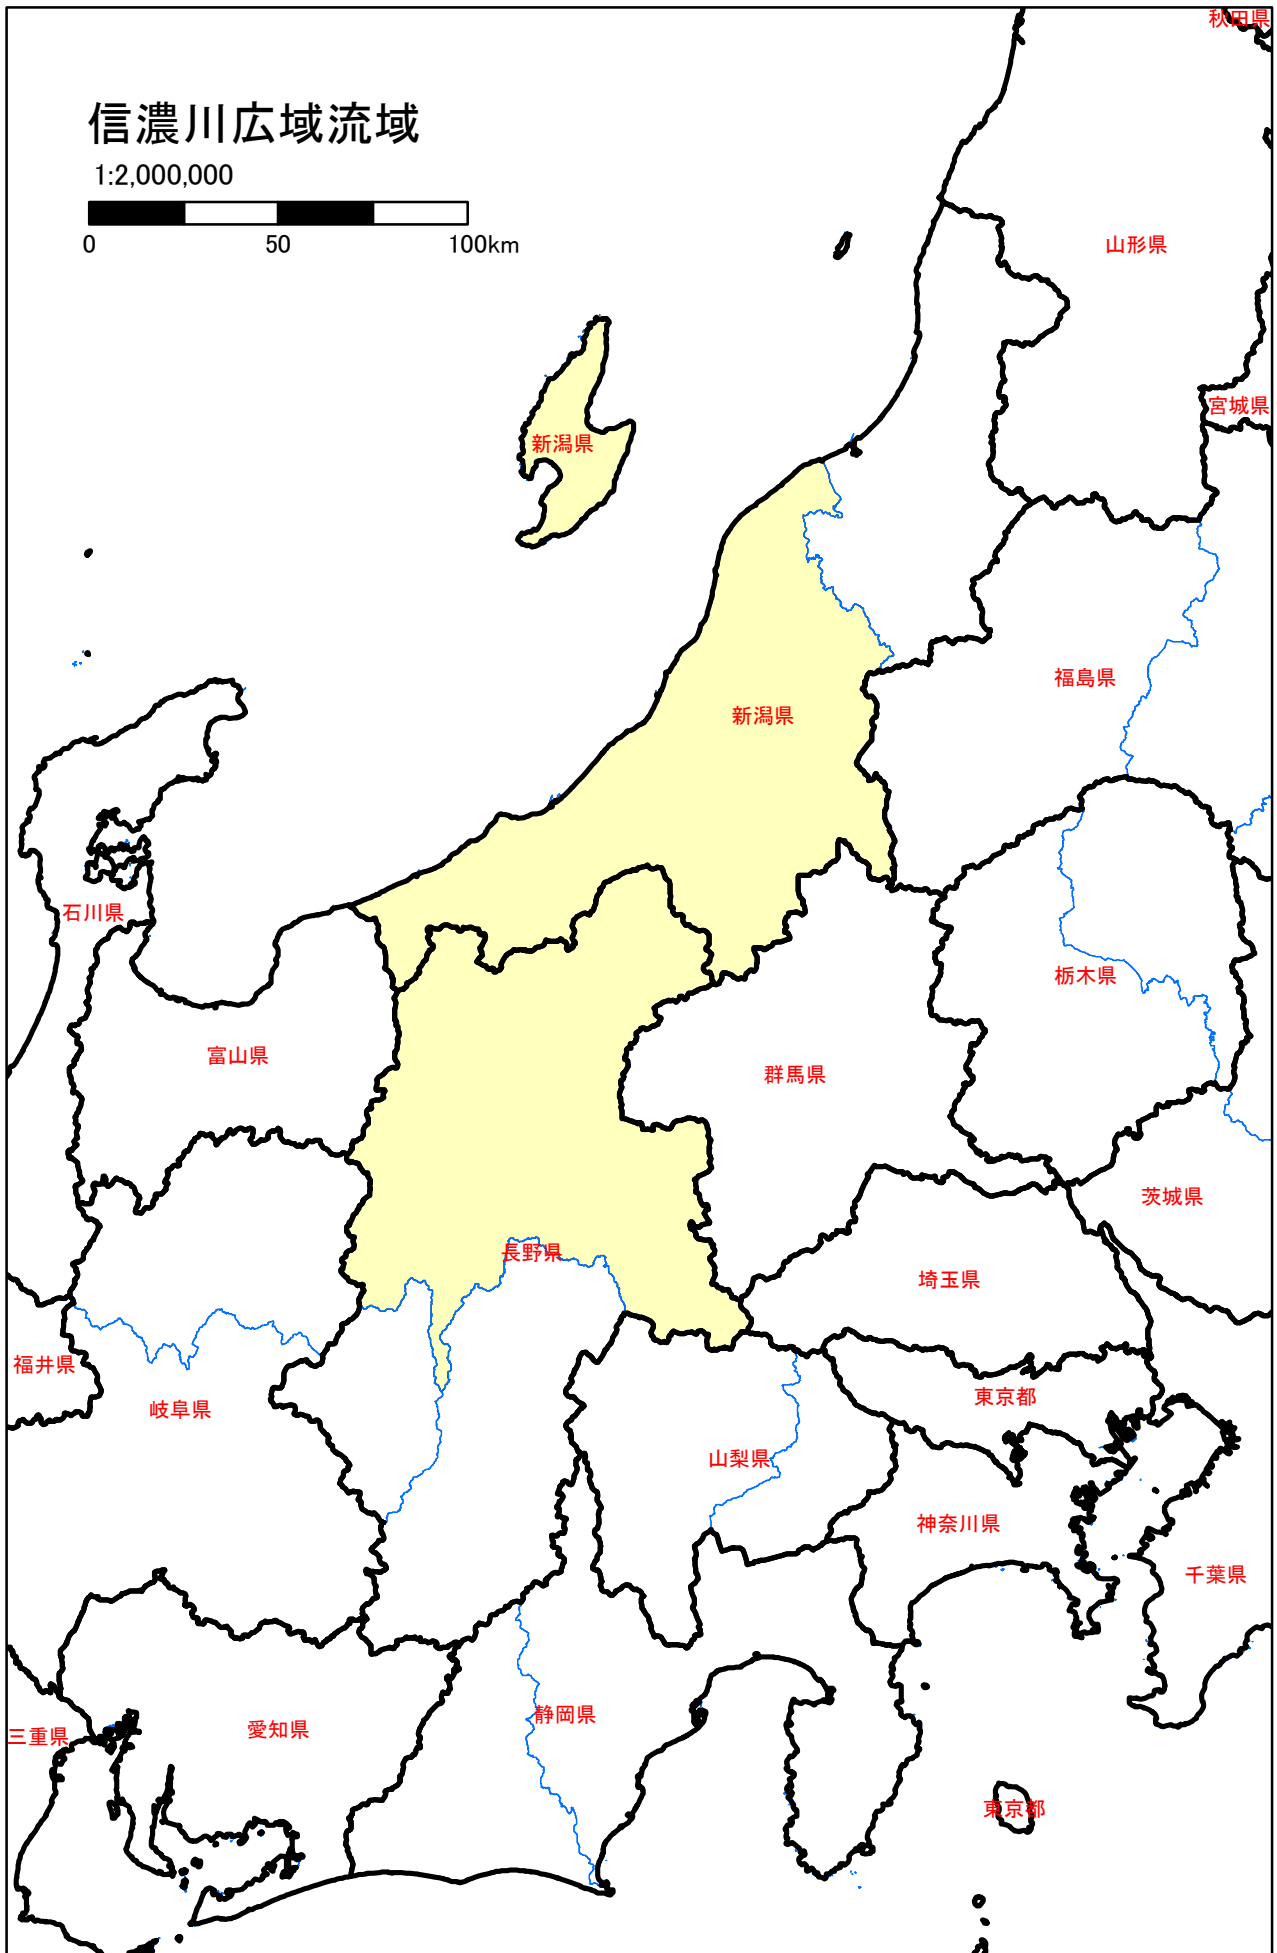 秋田県
信濃川広域流域
1:2,000,000
0 50 100km
山形県
宮城県
新潟県
福島県
新潟県
石川県
栃木県
富山県
群馬県
茨城県
長野県
埼玉県
福井県
岐阜県
東京都
山梨県
神奈川県
千葉県
静岡県
愛知県
三重県
東京都